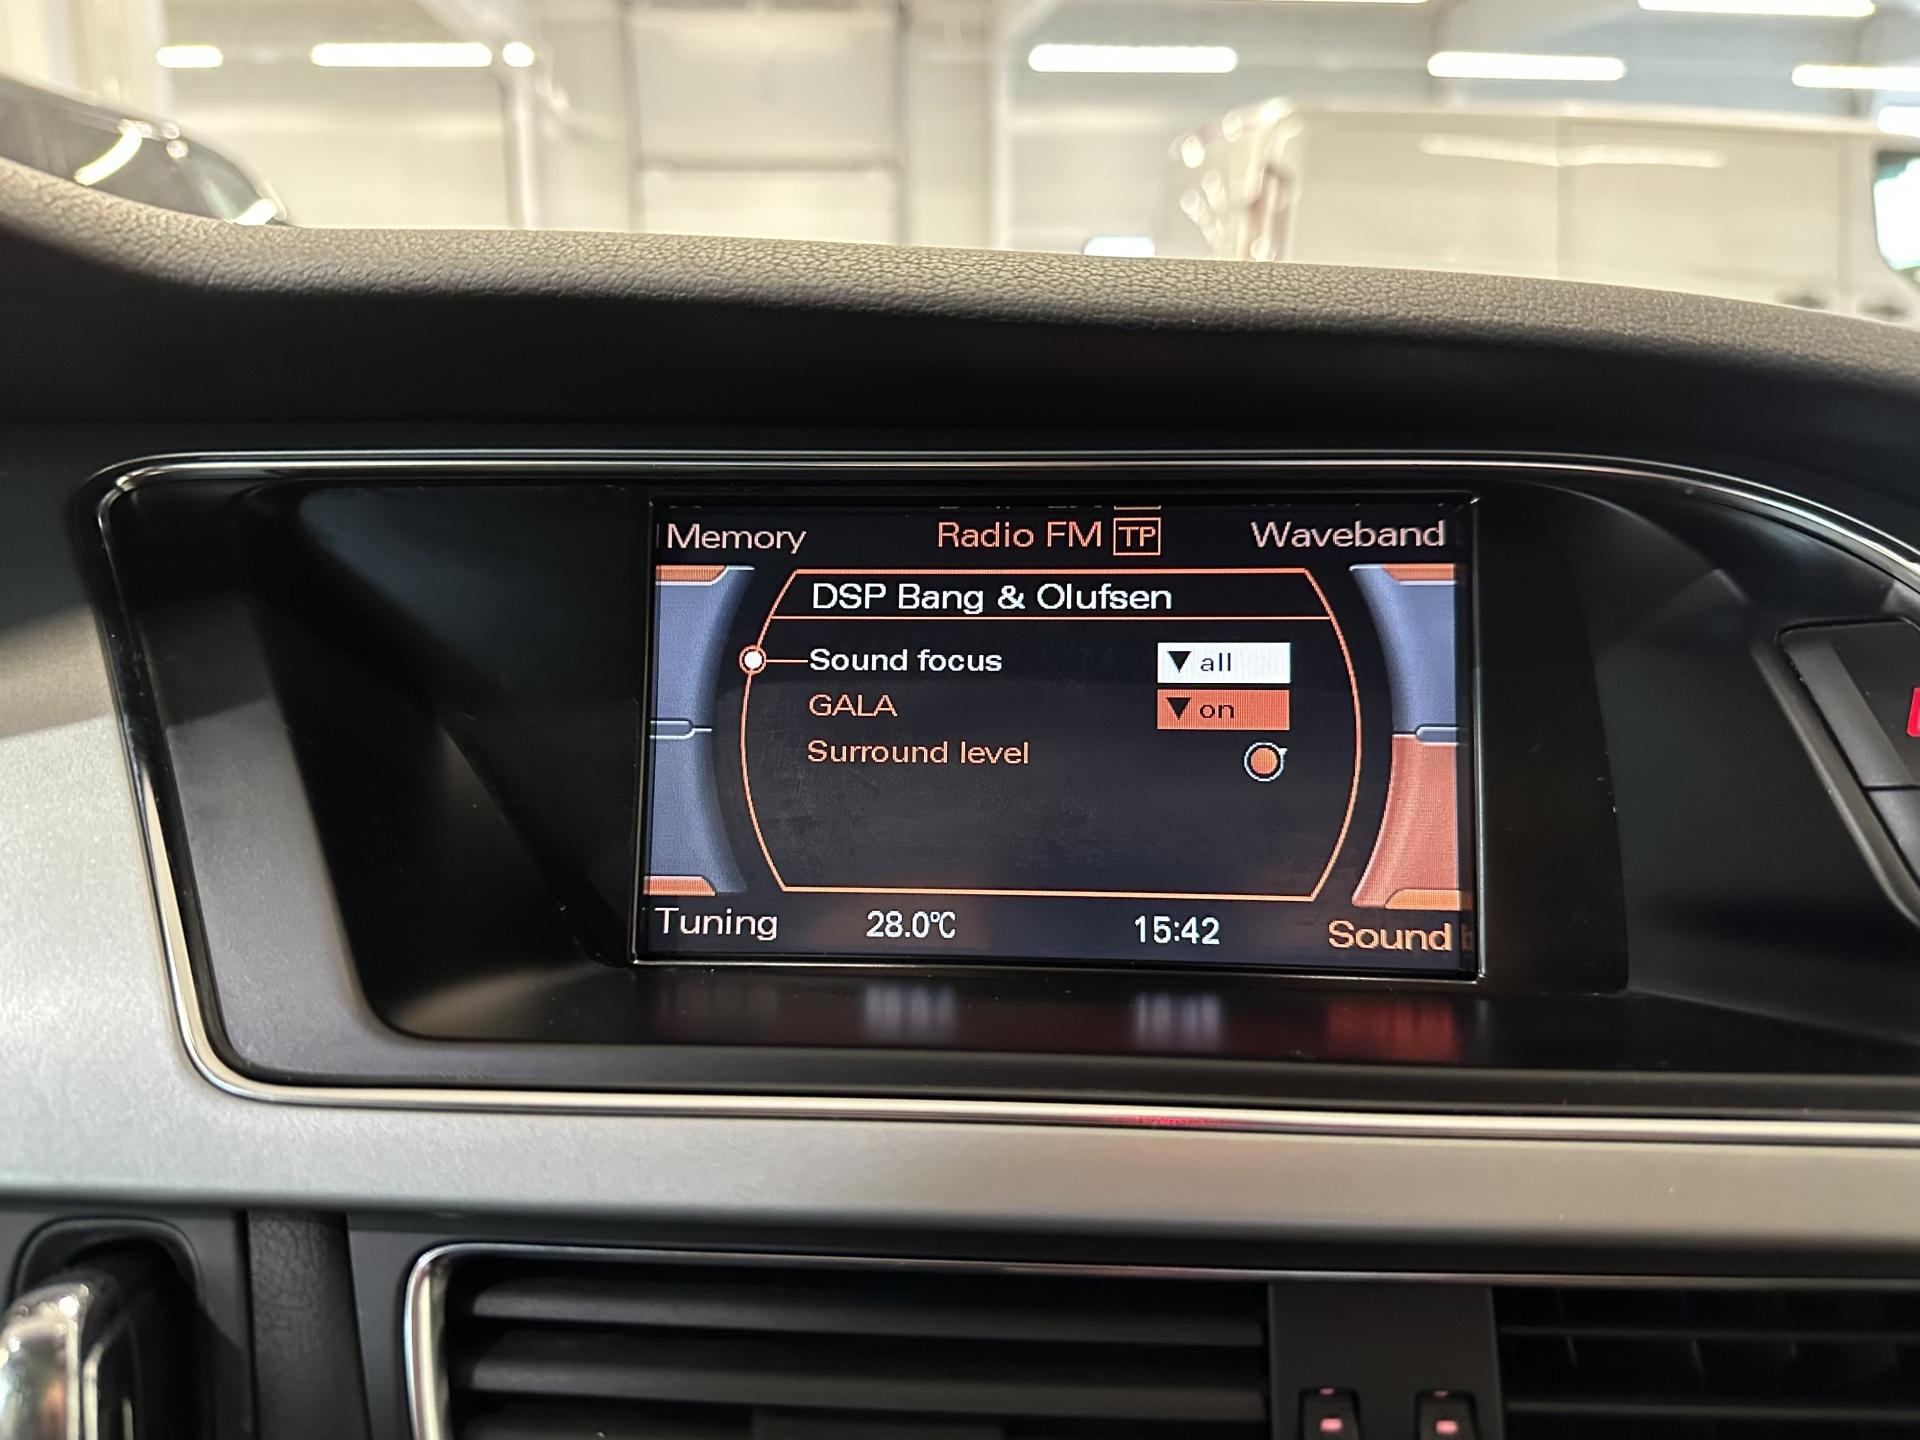 Memory Radio FM TP Waveband
DSP Bang & Olufsen
Sound focus ▼ all
GALA ▼ on
Surround level
Tuning 28.0°C 15:42 Sound